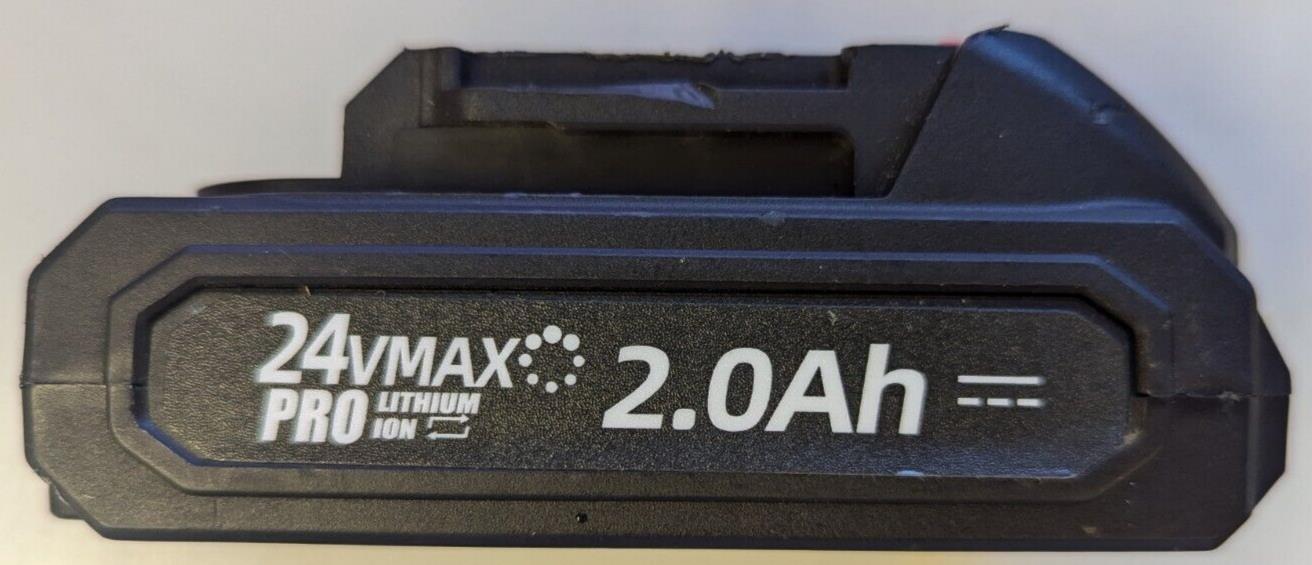 24VMAX
PRO LITHIUM
ION
2.0Ah